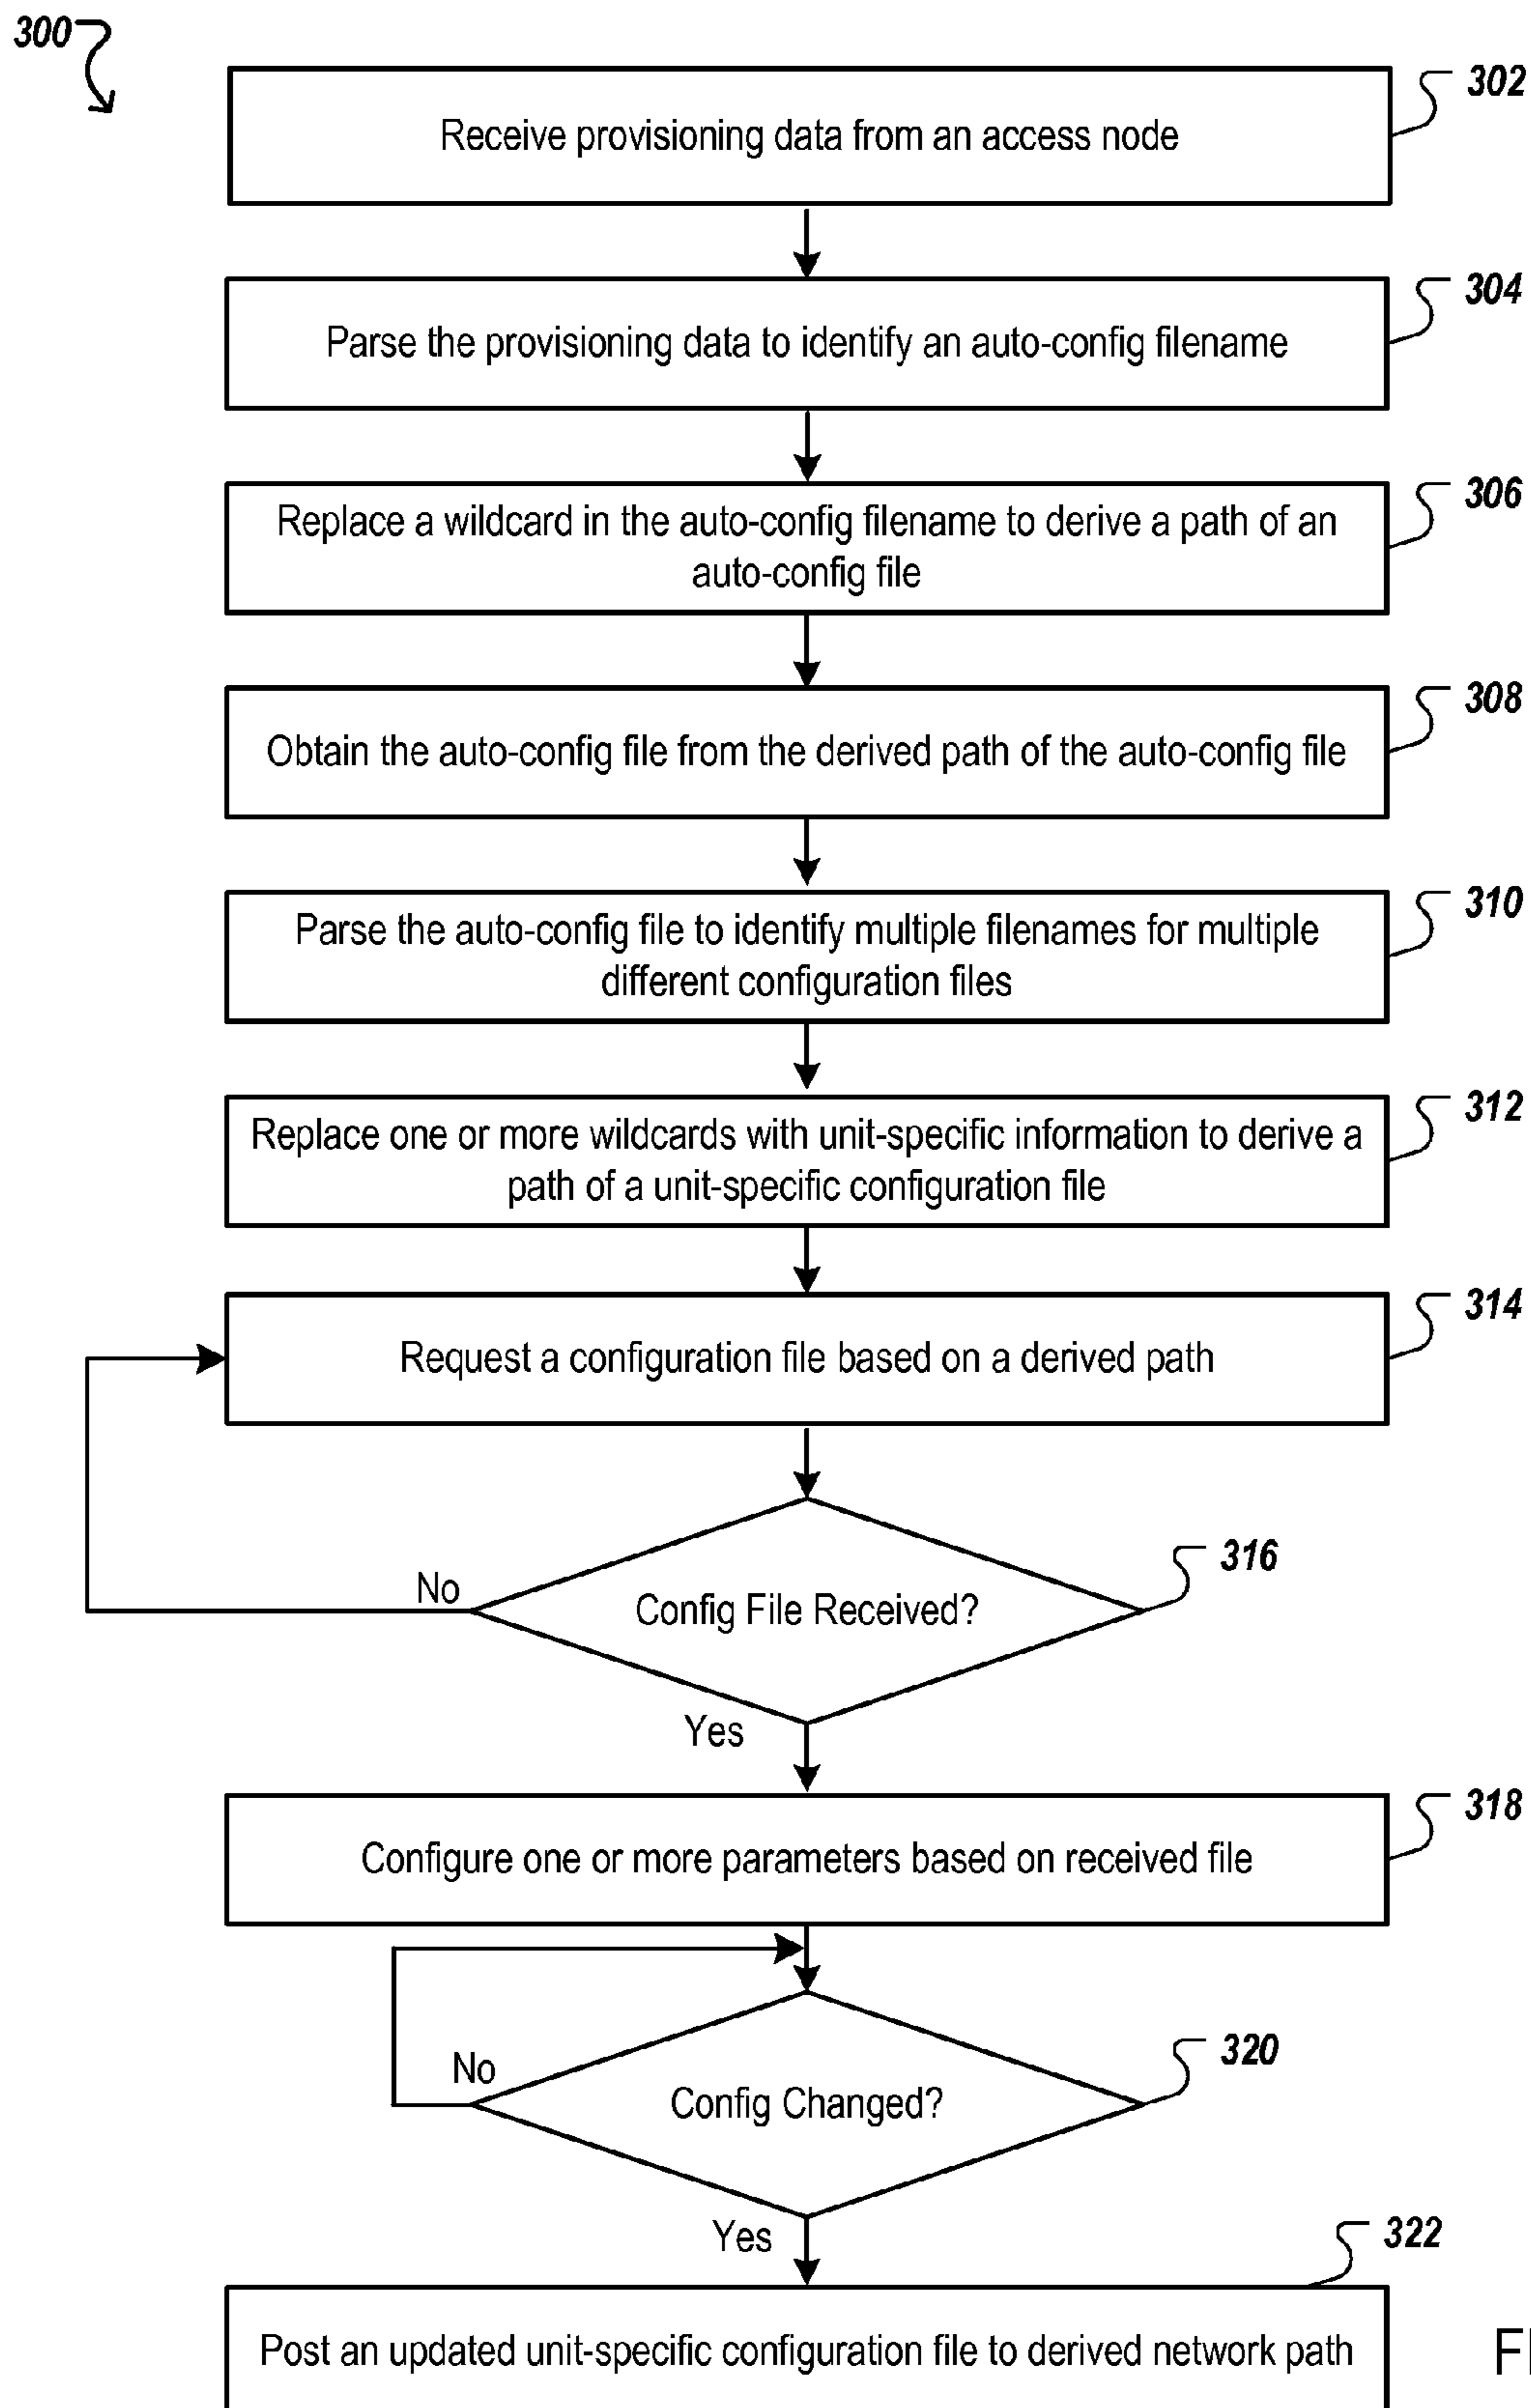 300
302
Receive provisioning data from an access node
304
Parse the provisioning data to identify an auto-config filename
306
Replace a wildcard in the auto-config filename to derive a path of an
auto-config file
308
Obtain the auto-config file from the derived path of the auto-config file
310
Parse the auto-config file to identify multiple filenames for multiple
different configuration files
312
Replace one or more wildcards with unit-specific information to derive a
path of a unit-specific configuration file
314
Request a configuration file based on a derived path
316
No
Config File Received?
Yes
318
Configure one or more parameters based on received file
320
No
Config Changed?
Yes
322
Post an updated unit-specific configuration file to derived network path